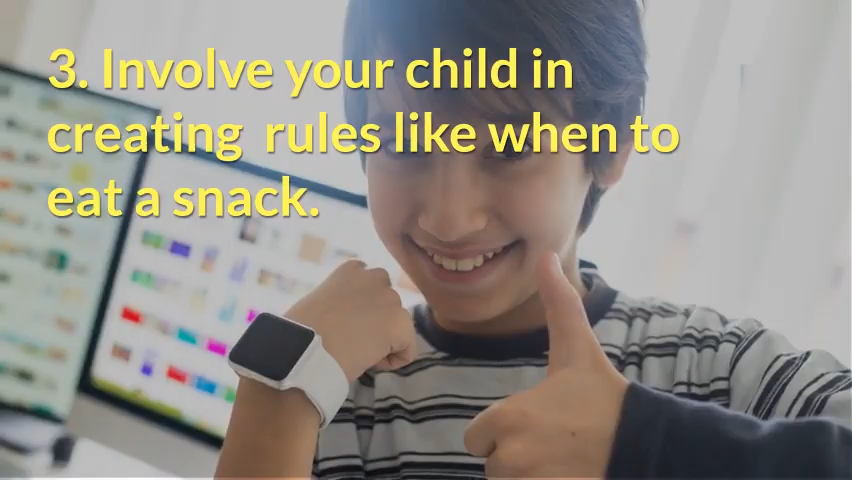 3. Involve your child in
creating  rules like when to
eat a snack.